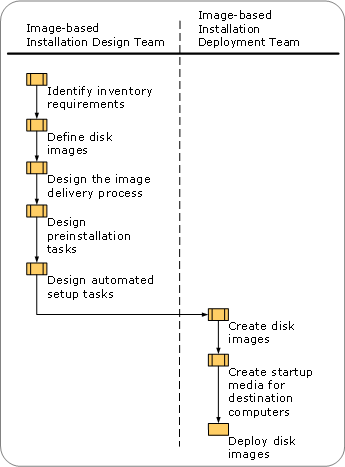 Image-based
Installation Design Team
Image-based
Installation
Deployment Team
Identify inventory
requirements
Define disk
images
Design the image
delivery process
Design
preinstallation
tasks
Design automated
setup tasks
Create disk
images
Create startup
media for
destination
computers
Deploy disk
images